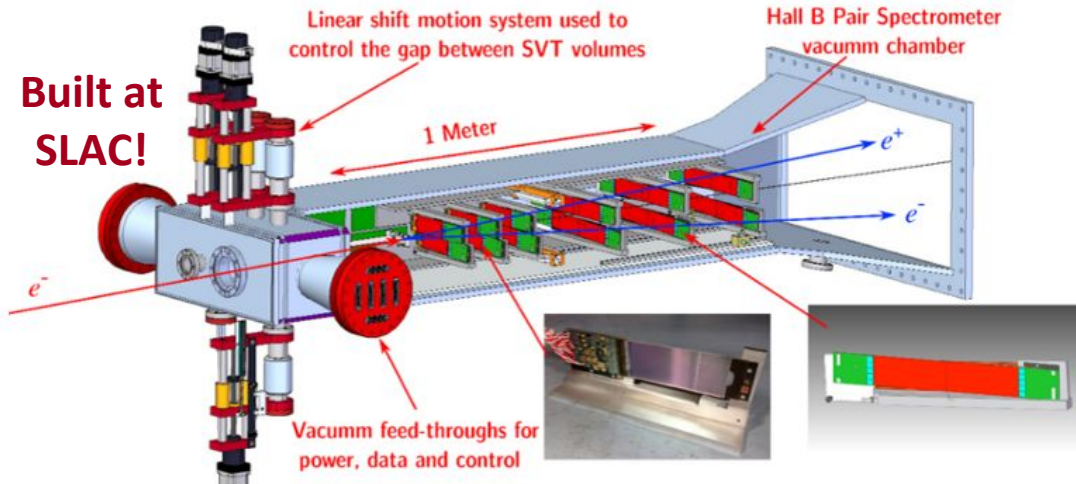 Linear shift motion system used to
control the gap between SVT volumes
Hall B Pair Spectrometer
vacumm chamber
Built at
SLAC!
1 Meter
e+
e-
e-
Vacumm feed-throughs for
power, data and control